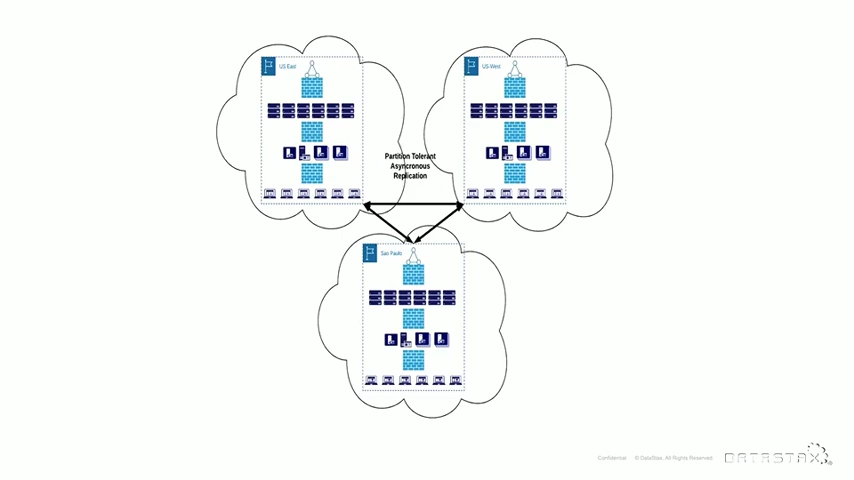 US East
US-West
Partition Tolerant
Asyncronous
Replication
Sao Paulo
Confidential © DataStax, All Rights Reserved.
DATASTAX